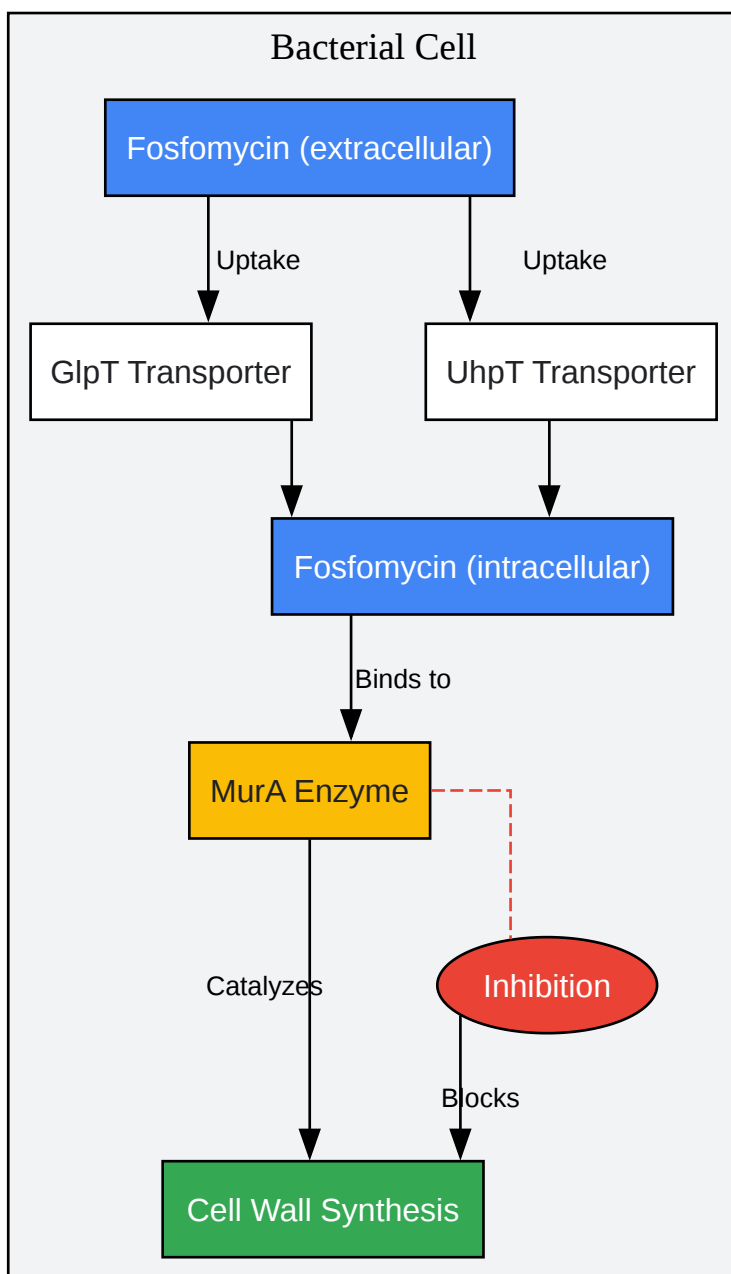 Bacterial Cell
Fosfomycin (extracellular)
Uptake
Uptake
GlpT Transporter
UhpT Transporter
Fosfomycin (intracellular)
Binds to
MurA Enzyme
Catalyzes
Inhibition
Blocks
Cell Wall Synthesis